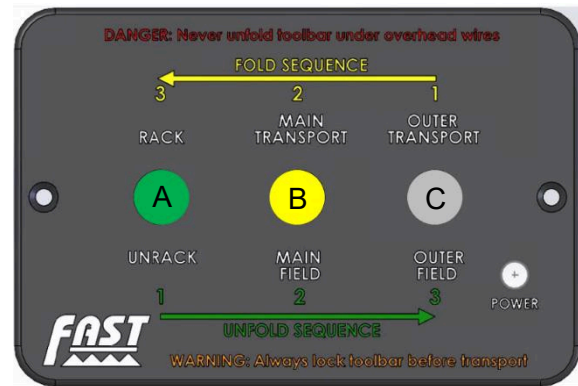 DANGER: Never unfold toolbar under overhead wires
FOLD SEQUENCE
3 2 1
RACK MAIN TRANSPORT OUTER TRANSPORT
A B C
UNRACK MAIN FIELD OUTER FIELD
1 2 3
POWER
FAST
UNFOLD SEQUENCE
WARNING: Always lock toolbar before transport